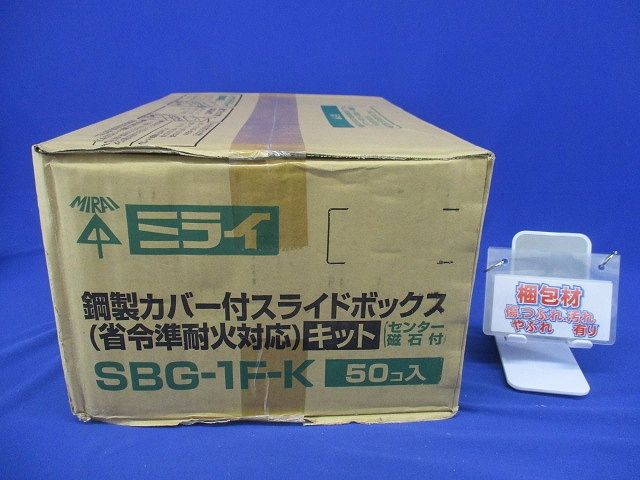 MIRAI
ミライ
鋼製カバー付スライドボックス
(省令準耐火対応)キット(センター磁石付)
SBG-1F-K 50コ入
梱包材
傷つぶれ汚れ
やぶれ 有り